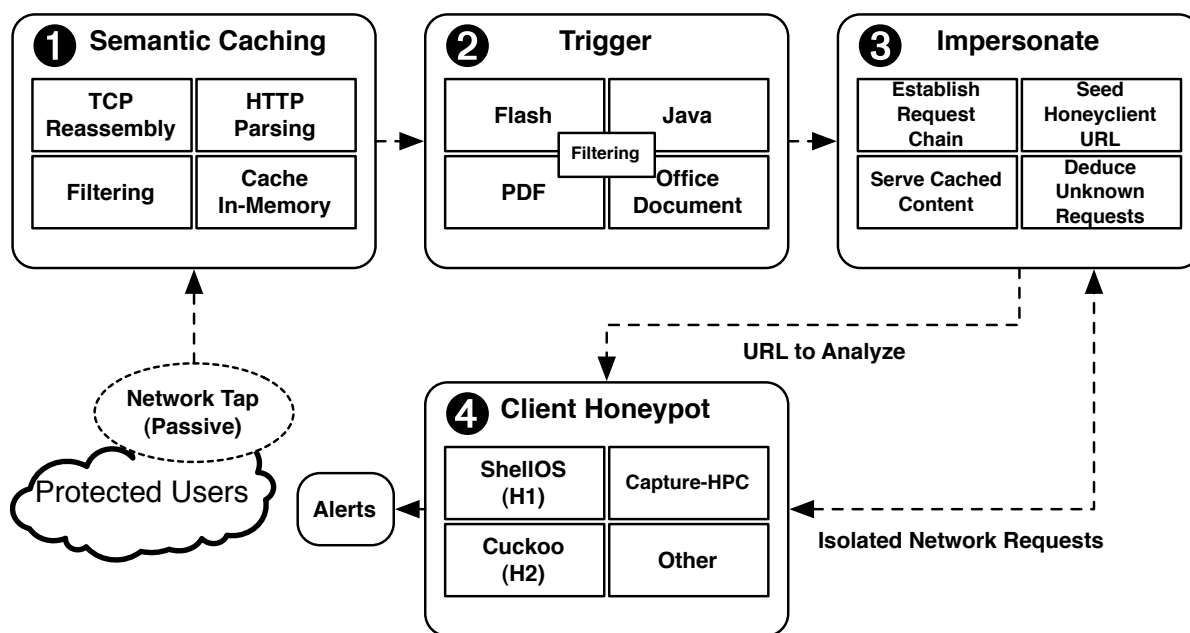 1 Semantic Caching
TCP
Reassembly
HTTP
Parsing
Filtering
Cache
In-Memory
2 Trigger
Flash
Java
Filtering
PDF
Office
Document
3 Impersonate
Establish
Request
Chain
Seed
Honeyclient
URL
Serve Cached
Content
Deduce
Unknown
Requests
URL to Analyze
Network Tap
(Passive)
Protected Users
Alerts
4 Client Honeypot
ShellOS
(H1)
Capture-HPC
Cuckoo
(H2)
Other
Isolated Network Requests